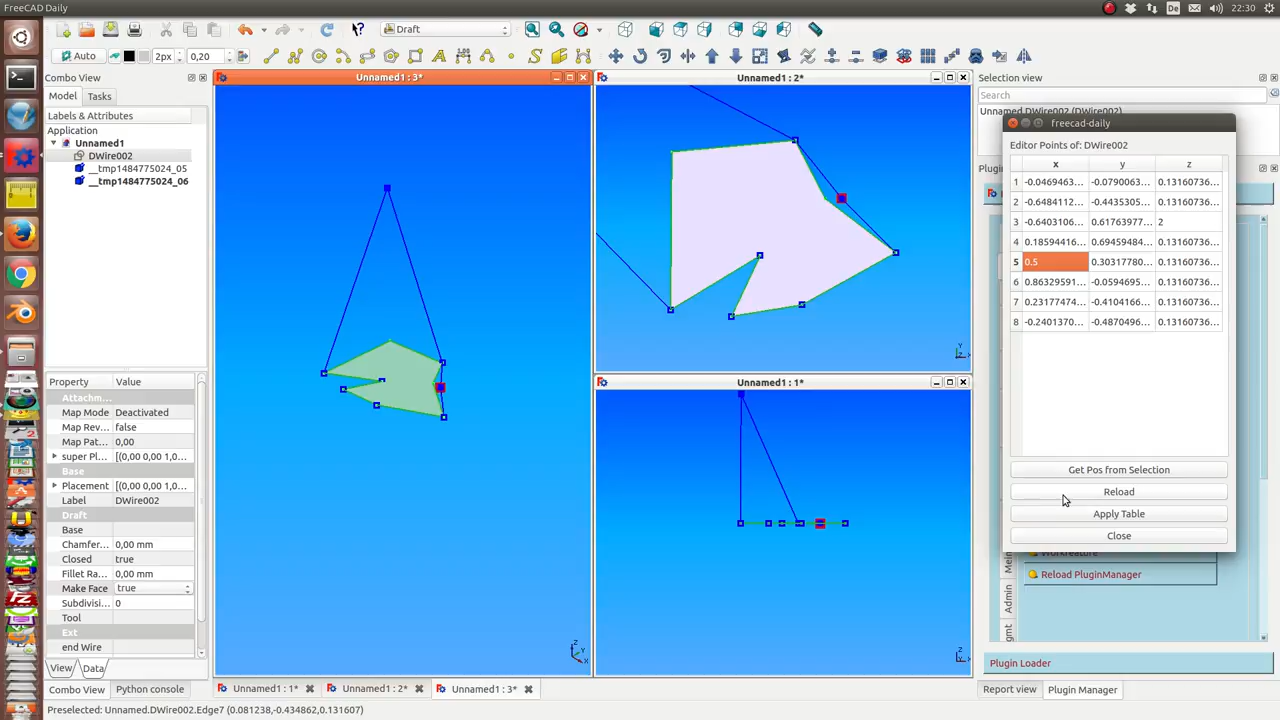 FreeCAD Daily
De
22:30
Draft
Auto
2px
0,20
Combo View
Model
Tasks
Labels & Attributes
Application
Unnamed1
DWire002
__tmp1484775024_05
__tmp1484775024_06
Property
Value
Attachm...
Map Mode
Deactivated
Map Rev...
false
Map Pat...
0,00
super Pl...
[(0,00 0,00 1,0...
Base
Placement
[(0,00 0,00 1,0...
Label
DWire002
Draft
Base
Chamfer...
0,00 mm
Closed
true
Fillet Ra...
0,00 mm
Make Face
true
Subdivisi...
0
Tool
Ext
end Wire
View
Data
Combo View
Python console
Unnamed1 : 3*
Unnamed1 : 2*
Unnamed1 : 1*
Z
Y
X
Y
Y
Unnamed1 : 1*
Unnamed1 : 2*
Unnamed1 : 3*
Selection view
Search
Unnamed.DWire002 (DWire002)
freecad-daily
Editor Points of: DWire002
x y z
1 -0.0469463... -0.0790063... 0.13160736...
2 -0.6484112... -0.4435305... 0.13160736...
3 -0.6403106... 0.61763977... 2
4 0.18594416... 0.69459484... 0.13160736...
5 0.5 0.30317780... 0.13160736...
6 0.86329591... -0.0594695... 0.13160736...
7 0.23177474... -0.4104166... 0.13160736...
8 -0.2401370... -0.4870496... 0.13160736...
Get Pos from Selection
Reload
Apply Table
Close
Reload PluginManager
Admin
Plugin Loader
Report view
Plugin Manager
Preselected: Unnamed.DWire002.Edge7 (0.081238,-0.434862,0.131607)